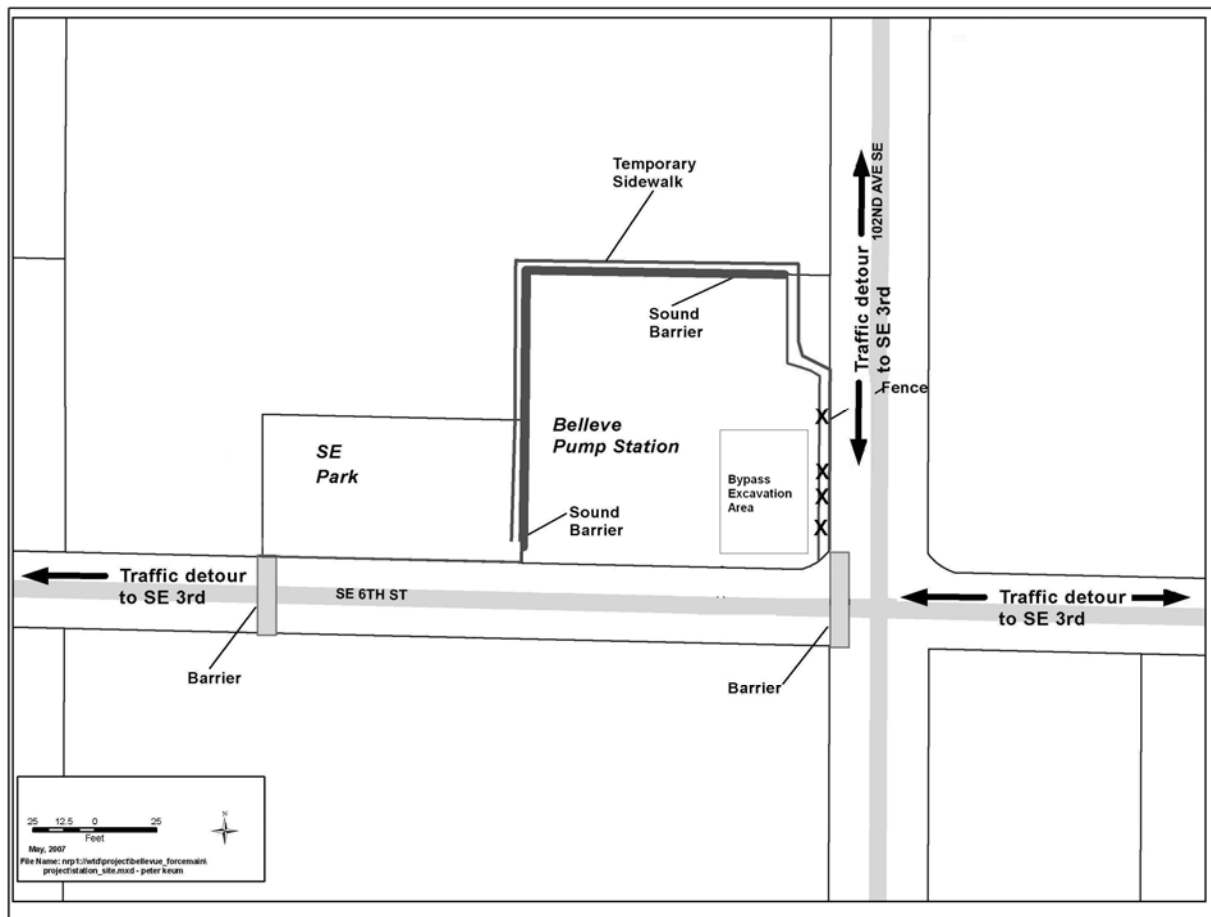 Temporary
Sidewalk
102ND AVE SE
Traffic detour
to SE 3rd
Sound
Barrier
Fence
X
Belleve
Pump Station
SE
Park
X
Bypass
Excavation
Area
X
Sound
Barrier
X
Traffic detour
to SE 3rd
SE 6TH ST
Traffic detour
to SE 3rd
Barrier
Barrier
N
25 12.5 0 25
Feet
May, 2007
File Name: nrp1://wtd\project\bellevue_forcemain\
project\station_site.mxd - peter keum